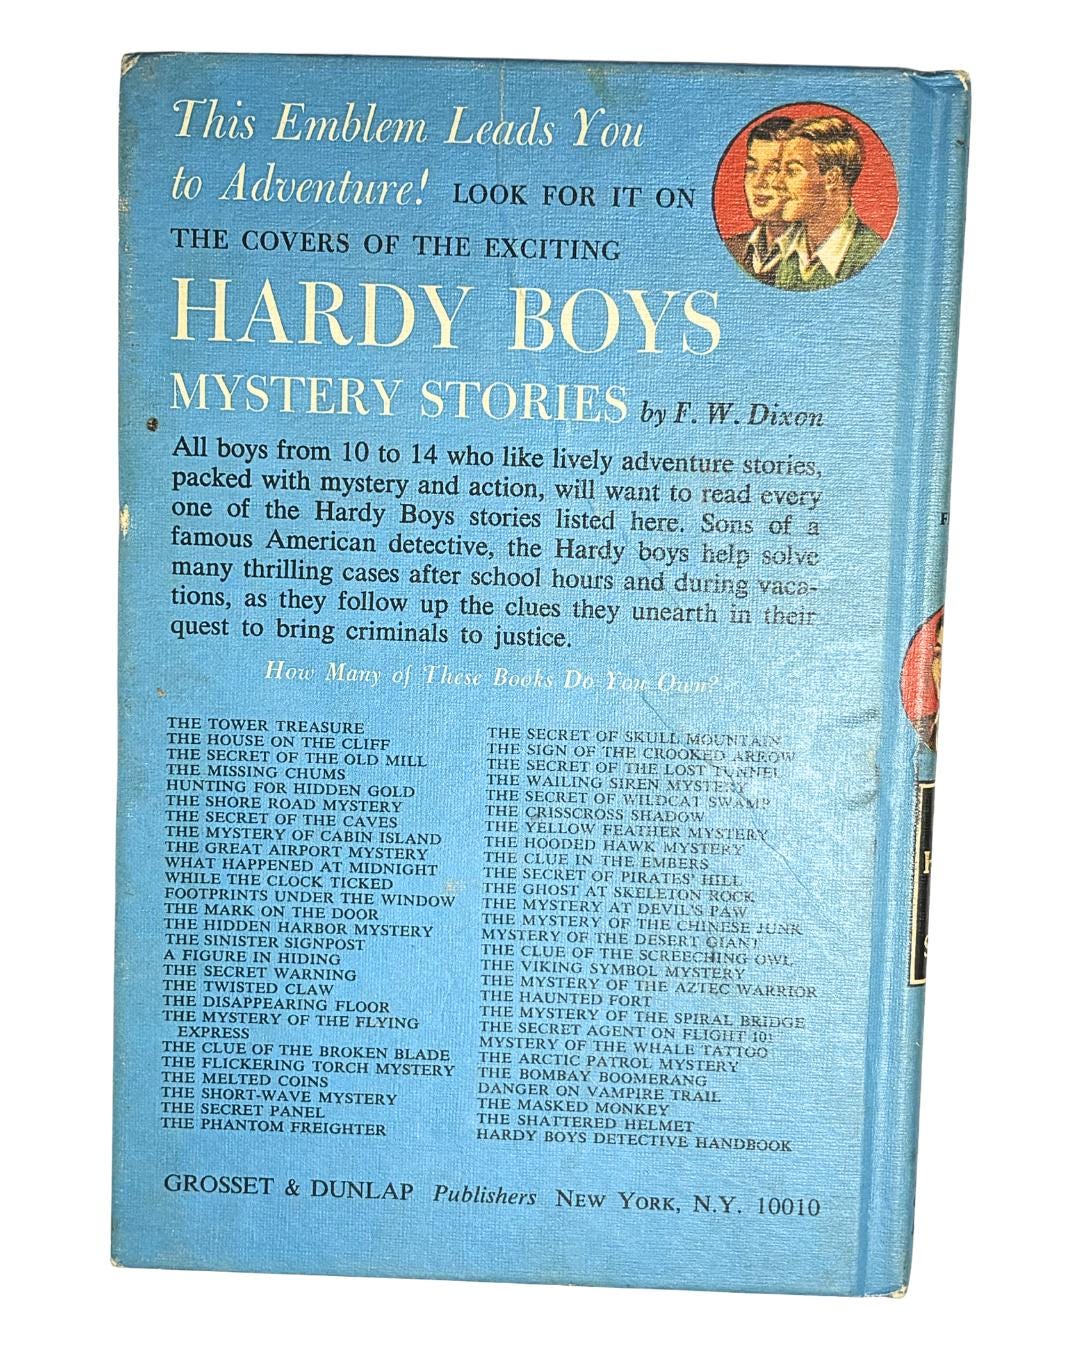 This Emblem Leads You
to Adventure! LOOK FOR IT ON
THE COVERS OF THE EXCITING
HARDY BOYS
MYSTERY STORIES by F. W. Dixon
All boys from 10 to 14 who like lively adventure stories,
packed with mystery and action, will want to read every
one of the Hardy Boys stories listed here. Sons of a
famous American detective, the Hardy boys help solve
many thrilling cases after school hours and during vaca-
tions, as they follow up the clues they unearth in their
quest to bring criminals to justice.
How Many of These Books Do You Own?
THE TOWER TREASURE
THE HOUSE ON THE CLIFF
THE SECRET OF THE OLD MILL
THE MISSING CHUMS
HUNTING FOR HIDDEN GOLD
THE SHORE ROAD MYSTERY
THE SECRET OF THE CAVES
THE MYSTERY OF CABIN ISLAND
THE GREAT AIRPORT MYSTERY
WHAT HAPPENED AT MIDNIGHT
WHILE THE CLOCK TICKED
FOOTPRINTS UNDER THE WINDOW
THE MARK ON THE DOOR
THE HIDDEN HARBOR MYSTERY
THE SINISTER SIGNPOST
A FIGURE IN HIDING
THE SECRET WARNING
THE TWISTED CLAW
THE DISAPPEARING FLOOR
THE MYSTERY OF THE FLYING
EXPRESS
THE CLUE OF THE BROKEN BLADE
THE FLICKERING TORCH MYSTERY
THE MELTED COINS
THE SHORT-WAVE MYSTERY
THE SECRET PANEL
THE PHANTOM FREIGHTER
THE SECRET OF SKULL MOUNTAIN
THE SIGN OF THE CROOKED ARROW
THE SECRET OF THE LOST TUNNEL
THE WAILING SIREN MYSTERY
THE SECRET OF WILDCAT SWAMP
THE CRISSCROSS SHADOW
THE YELLOW FEATHER MYSTERY
THE HOODED HAWK MYSTERY
THE CLUE IN THE EMBERS
THE SECRET OF PIRATES' HILL
THE GHOST AT SKELETON ROCK
THE MYSTERY AT DEVIL'S PAW
THE MYSTERY OF THE CHINESE JUNK
MYSTERY OF THE DESERT GIANT
THE CLUE OF THE SCREECHING OWL
THE VIKING SYMBOL MYSTERY
THE MYSTERY OF THE AZTEC WARRIOR
THE HAUNTED FORT
THE MYSTERY OF THE SPIRAL BRIDGE
THE SECRET AGENT ON FLIGHT 101
MYSTERY OF THE WHALE TATTOO
THE ARCTIC PATROL MYSTERY
THE BOMBAY BOOMERANG
DANGER ON VAMPIRE TRAIL
THE MASKED MONKEY
THE SHATTERED HELMET
HARDY BOYS DETECTIVE HANDBOOK
GROSSET & DUNLAP Publishers NEW YORK, N.Y. 10010